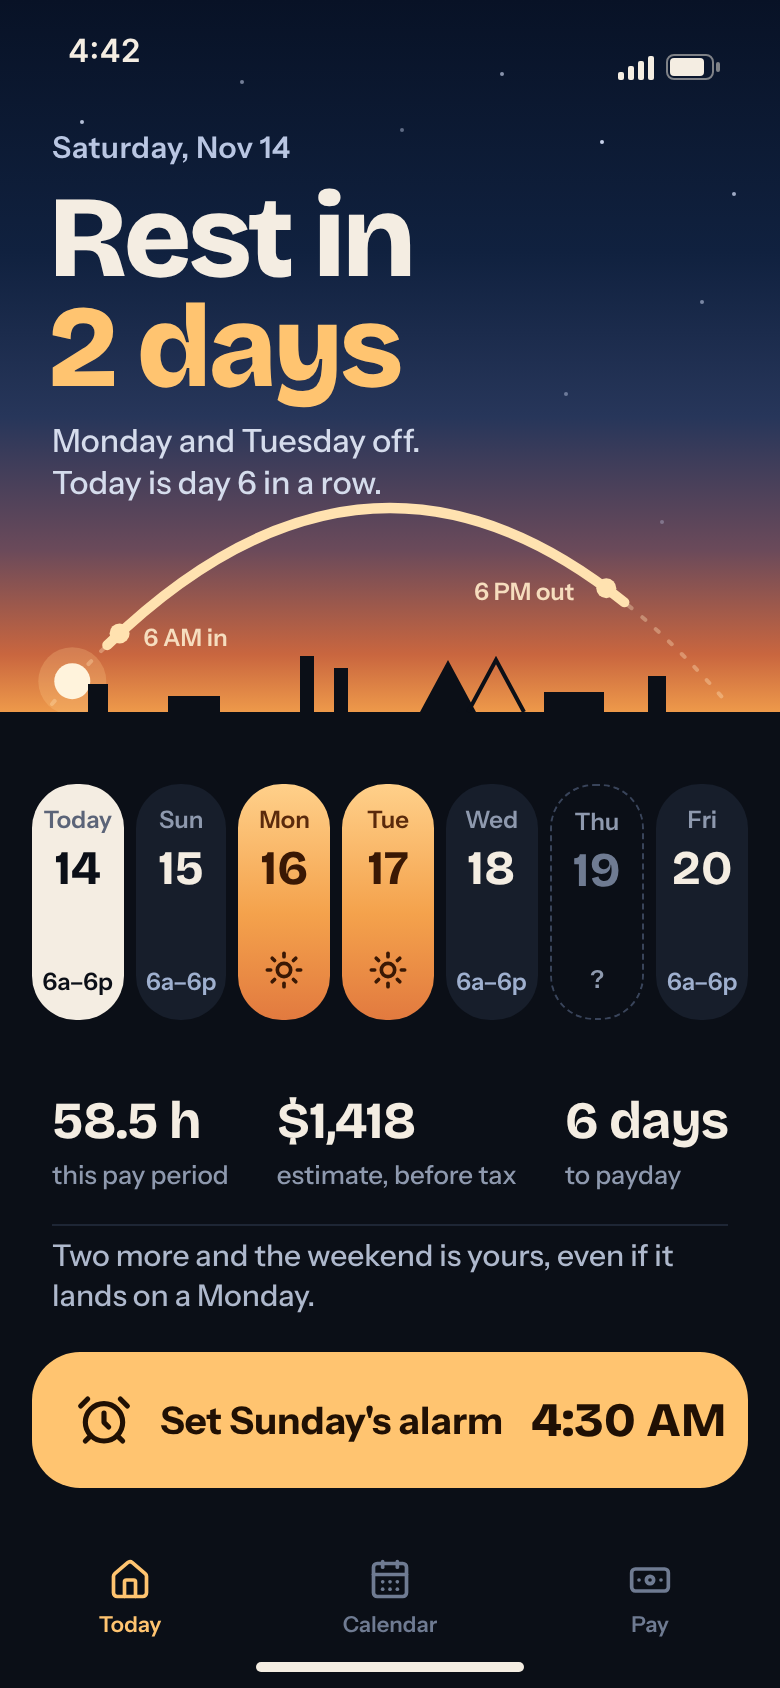 4:42
Saturday, Nov 14
Rest in
2 days
Monday and Tuesday off.
Today is day 6 in a row.
6 PM out
6 AM in
Today
14
6a–6p
Sun
15
6a–6p
Mon
16
Tue
17
Wed
18
6a–6p
Thu
19
?
Fri
20
6a–6p
58.5 h
this pay period
$1,418
estimate, before tax
6 days
to payday
Two more and the weekend is yours, even if it
lands on a Monday.
Set Sunday's alarm 4:30 AM
Today
Calendar
Pay